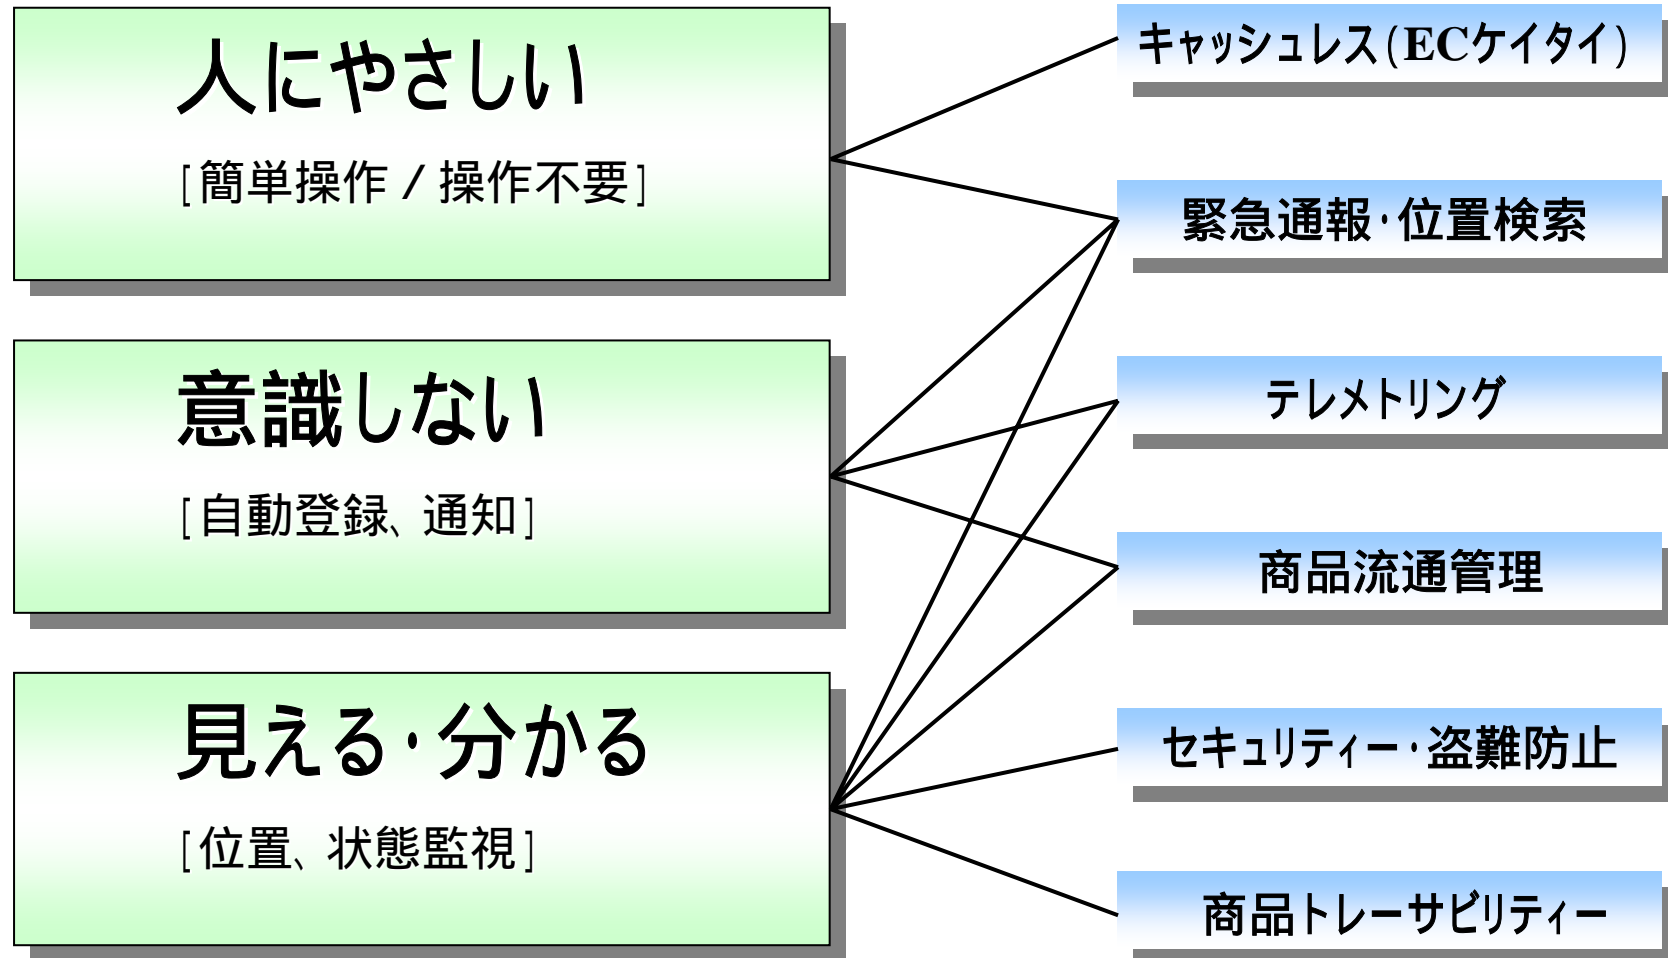 人にやさしい
[簡単操作 / 操作不要]
意識しない
[自動登録、通知]
見える・分かる
[位置、状態監視]
キャッシュレス(ECケイタイ)
緊急通報・位置検索
テレメトリング
商品流通管理
セキュリティー・盗難防止
商品トレーサビリティー